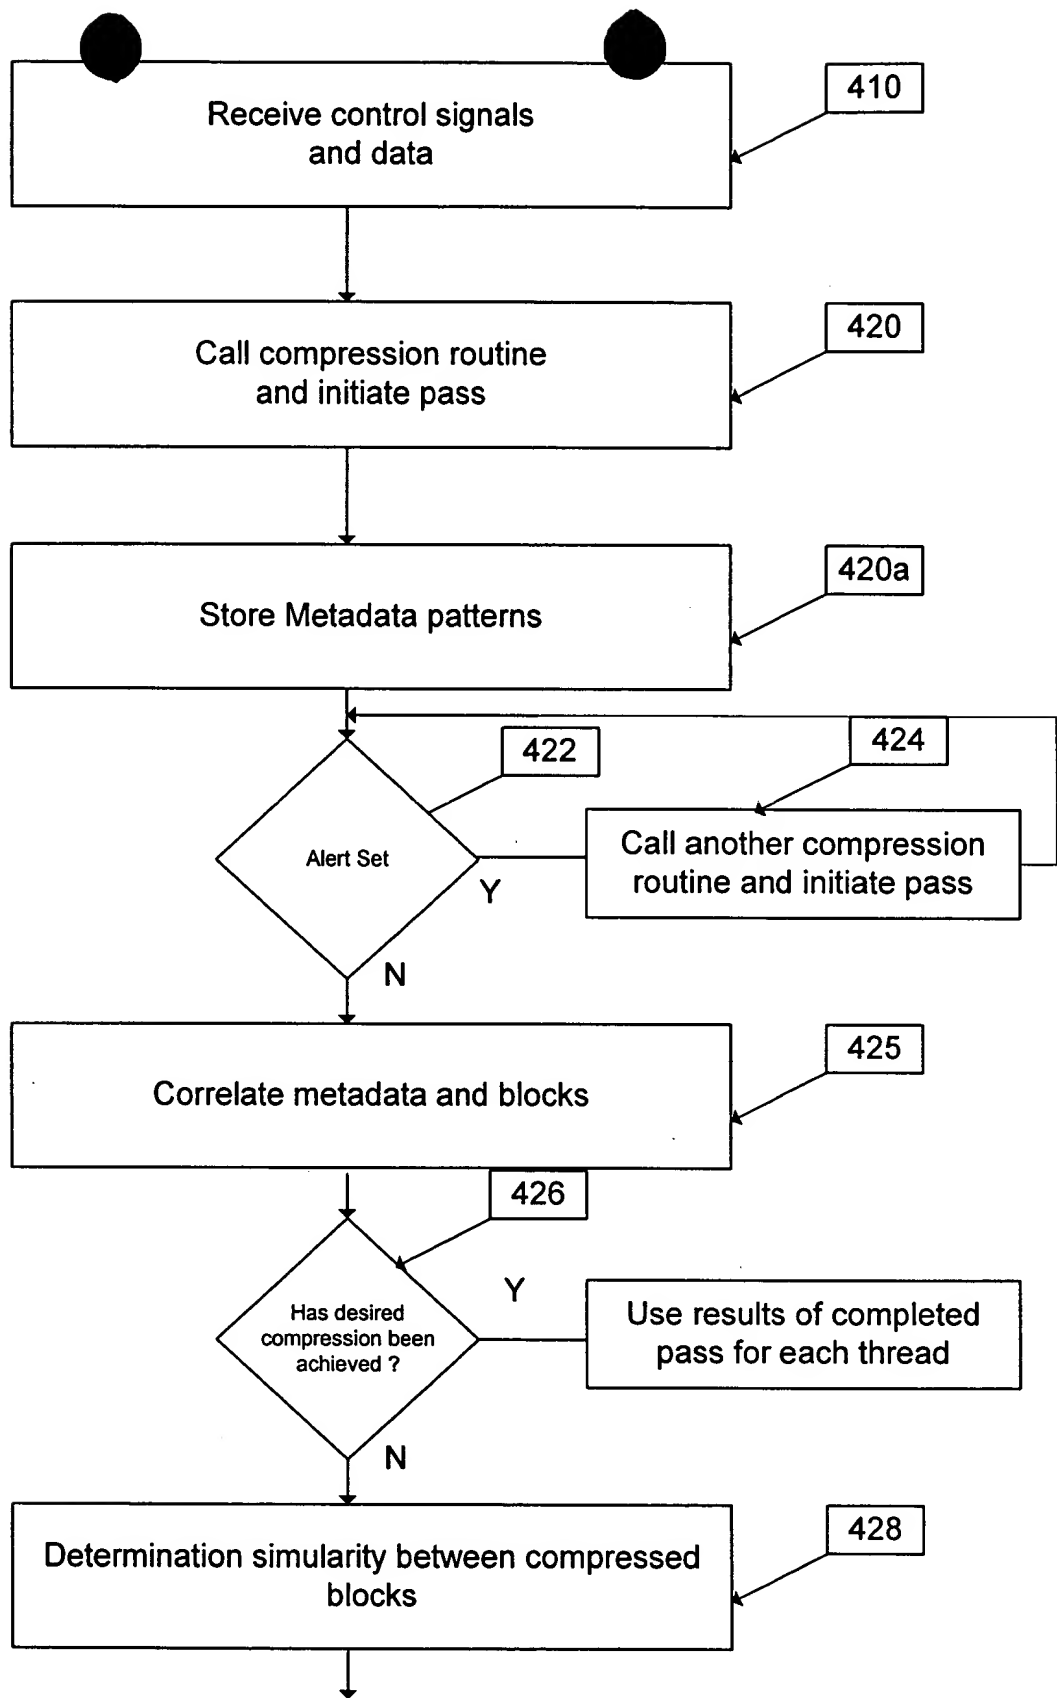 410
Receive control signals
and data
420
Call compression routine
and initiate pass
420a
Store Metadata patterns
422
424
Alert Set
Call another compression
routine and initiate pass
Y
N
425
Correlate metadata and blocks
426
Y
Has desired
compression been
achieved ?
Use results of completed
pass for each thread
N
428
Determination simularity between compressed
blocks